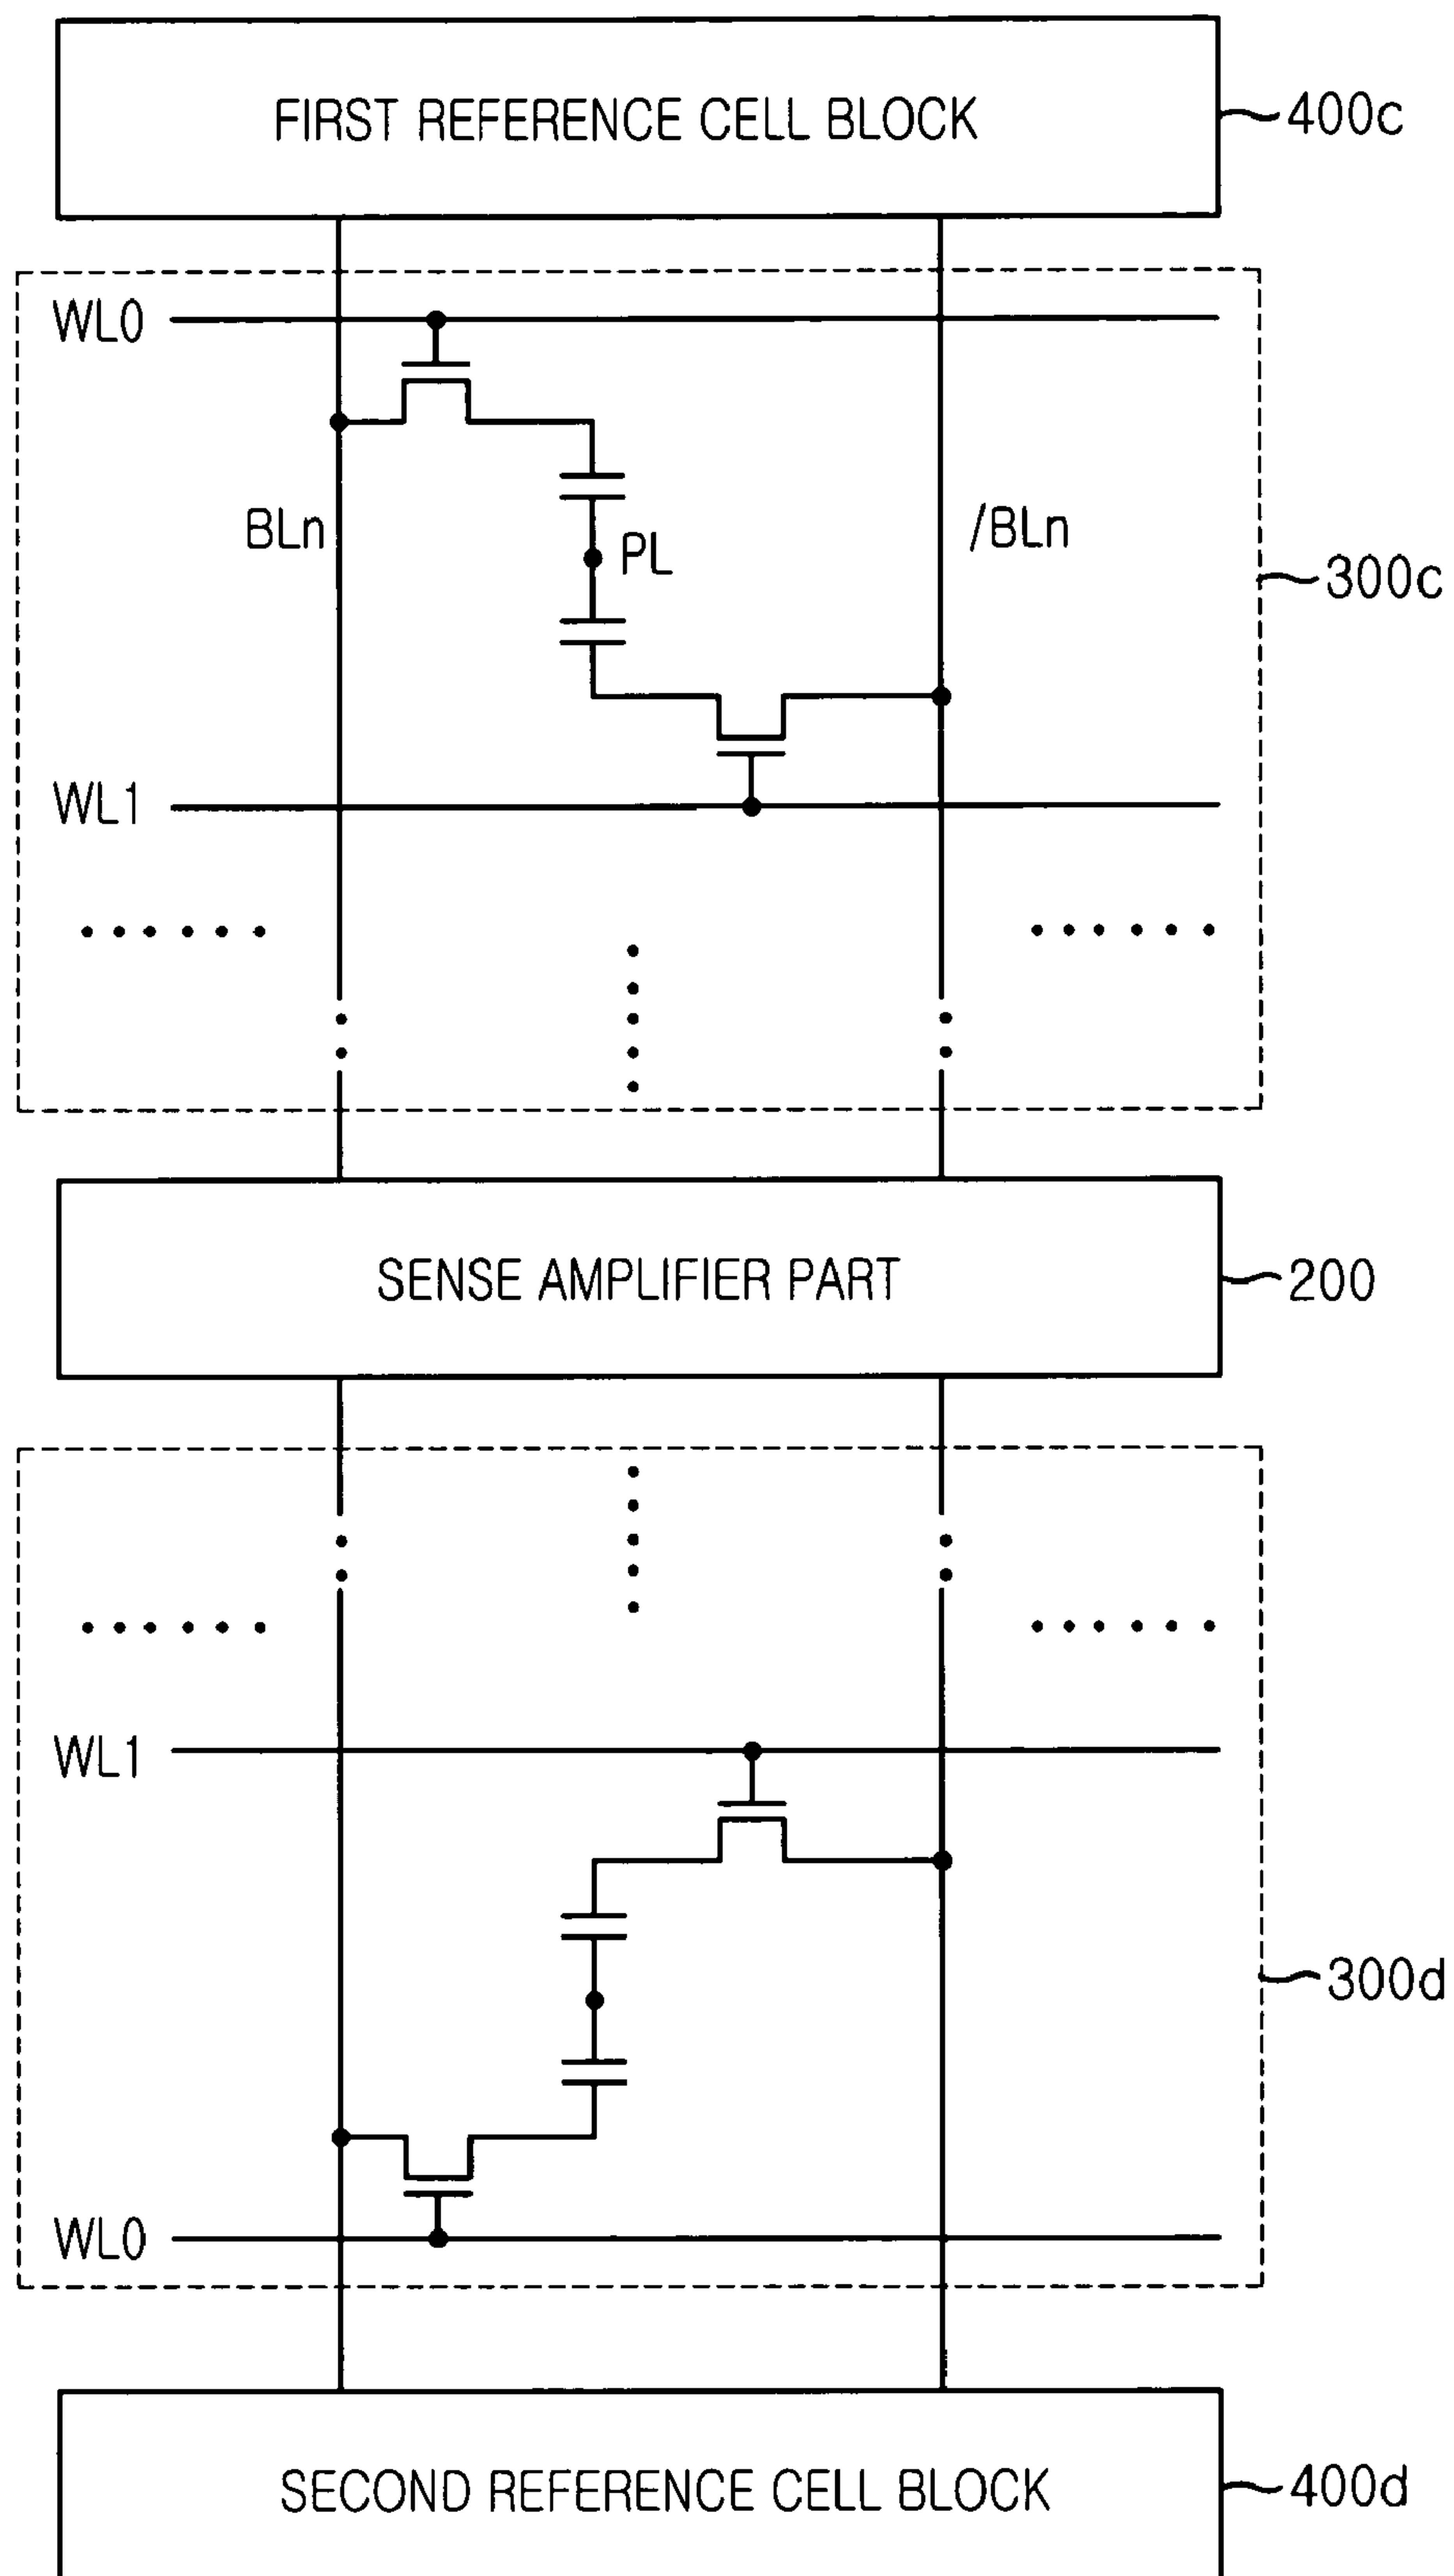 FIRST REFERENCE CELL BLOCK
400c
WL0
BLn
PL
/BLn
300c
WL1
SENSE AMPLIFIER PART
200
WL1
300d
WL0
SECOND REFERENCE CELL BLOCK
400d